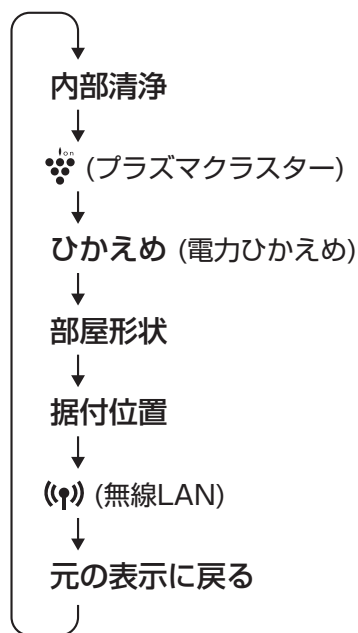 内部清浄
ion
(プラズマクラスター)
ひかえめ (電力ひかえめ)
部屋形状
据付位置
(無線LAN)
元の表示に戻る